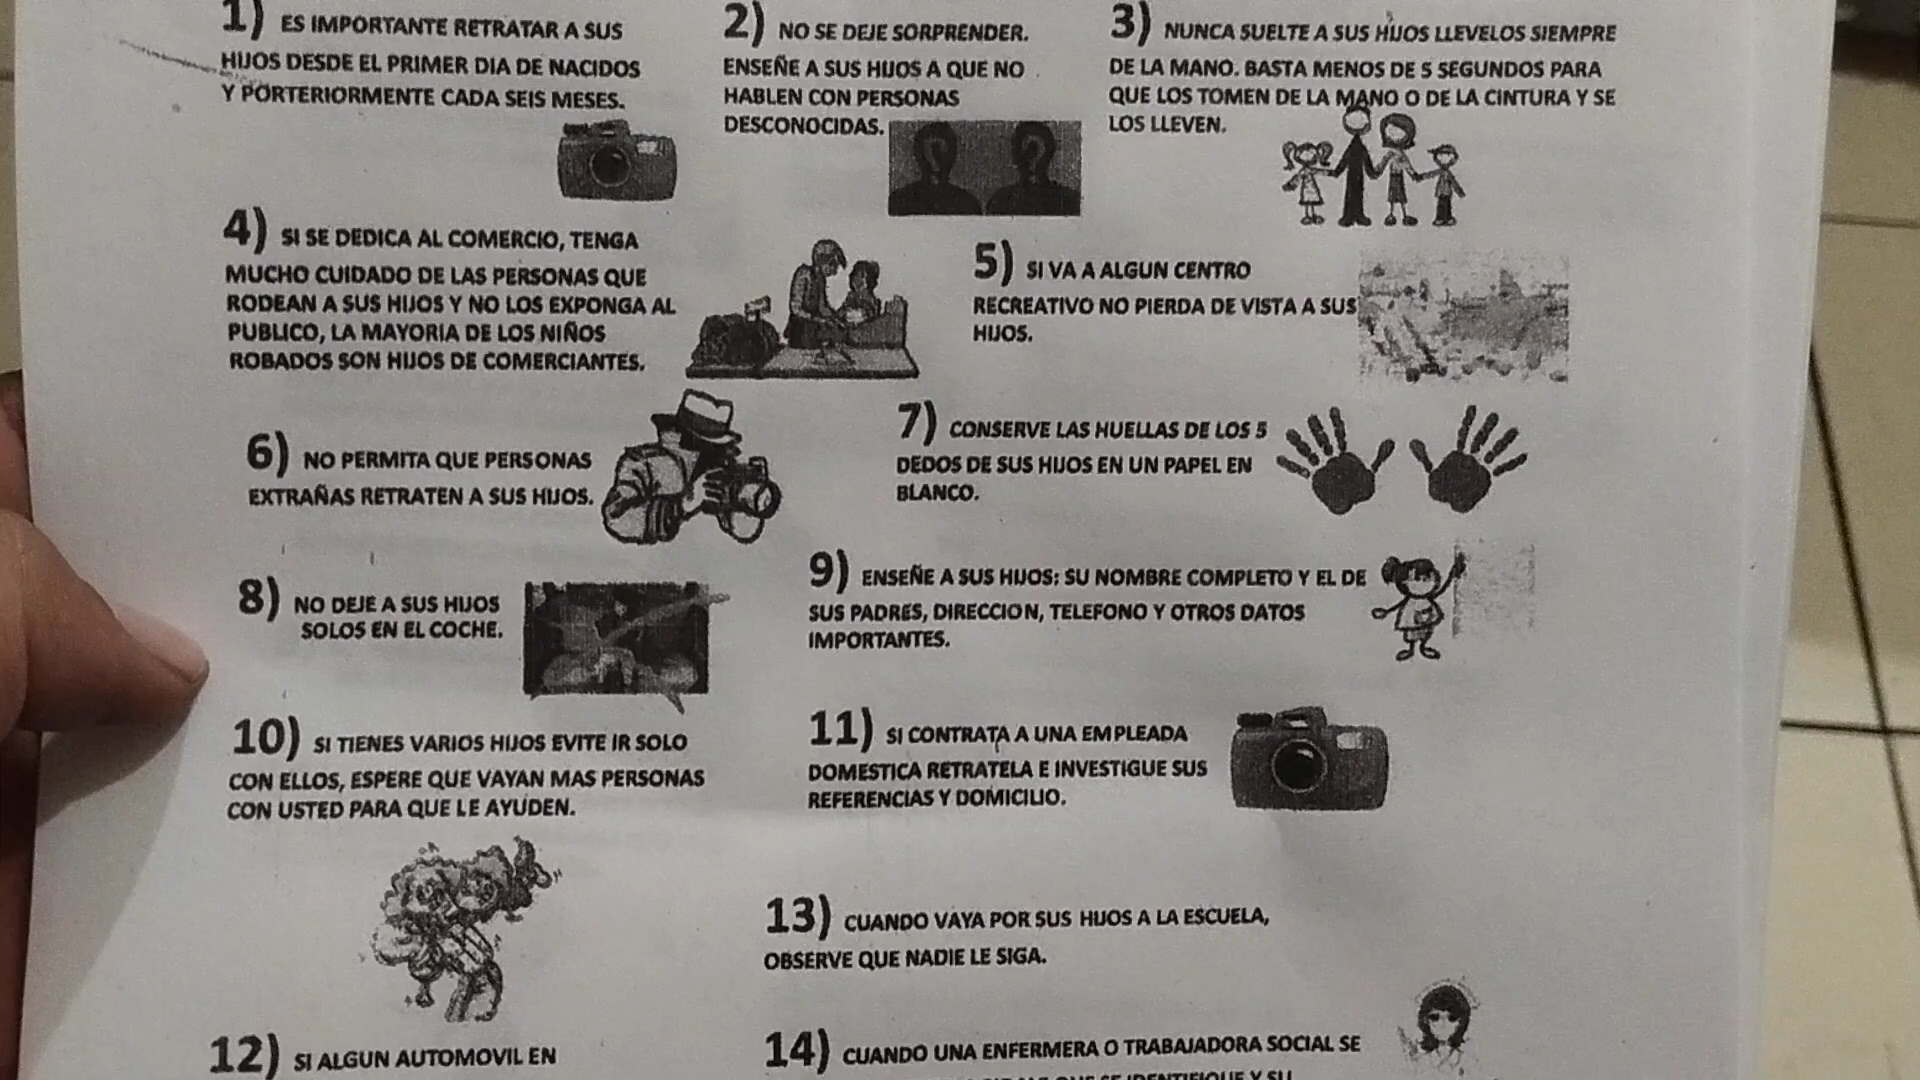 1) ES IMPORTANTE RETRATAR A SUS
HIJOS DESDE EL PRIMER DIA DE NACIDOS
Y PORTERIORMENTE CADA SEIS MESES.
2) NO SE DEJE SORPRENDER.
ENSEÑE A SUS HIJOS A QUE NO
HABLEN CON PERSONAS
DESCONOCIDAS.
3) NUNCA SUELTE A SUS HIJOS LLEVELOS SIEMPRE
DE LA MANO. BASTA MENOS DE 5 SEGUNDOS PARA
QUE LOS TOMEN DE LA MANO O DE LA CINTURA Y SE
LOS LLEVEN.
4) SI SE DEDICA AL COMERCIO, TENGA
MUCHO CUIDADO DE LAS PERSONAS QUE
RODEAN A SUS HIJOS Y NO LOS EXPONGA AL
PUBLICO, LA MAYORIA DE LOS NIÑOS
ROBADOS SON HIJOS DE COMERCIANTES.
5) SI VA A ALGUN CENTRO
RECREATIVO NO PIERDA DE VISTA A SUS
HIJOS.
6) NO PERMITA QUE PERSONAS
EXTRAÑAS RETRATEN A SUS HIJOS.
7) CONSERVE LAS HUELLAS DE LOS 5
DEDOS DE SUS HIJOS EN UN PAPEL EN
BLANCO.
8) NO DEJE A SUS HIJOS
SOLOS EN EL COCHE.
9) ENSEÑE A SUS HIJOS: SU NOMBRE COMPLETO Y EL DE
SUS PADRES, DIRECCION, TELEFONO Y OTROS DATOS
IMPORTANTES.
10) SI TIENES VARIOS HIJOS EVITE IR SOLO
CON ELLOS, ESPERE QUE VAYAN MAS PERSONAS
CON USTED PARA QUE LE AYUDEN.
11) SI CONTRATA A UNA EMPLEADA
DOMESTICA RETRATELA E INVESTIGUE SUS
REFERENCIAS Y DOMICILIO.
13) CUANDO VAYA POR SUS HIJOS A LA ESCUELA,
OBSERVE QUE NADIE LE SIGA.
12) SI ALGUN AUTOMOVIL EN
14) CUANDO UNA ENFERMERA O TRABAJADORA SOCIAL SE
QUE SE IDENTIFIQUE Y SU